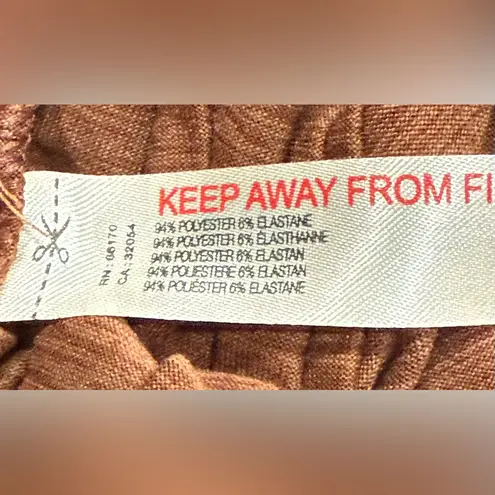 KEEP AWAY FROM
94% POLYESTER 6% ELASTANE
94% POLYESTER 6% ÉLASTHANNE
94% POLYESTER 6% ELASTAN
94% POLIESTERE 6% ELASTAN
94% POLIÉSTER 6% ELASTANE
RN: 96170
CA: 32054